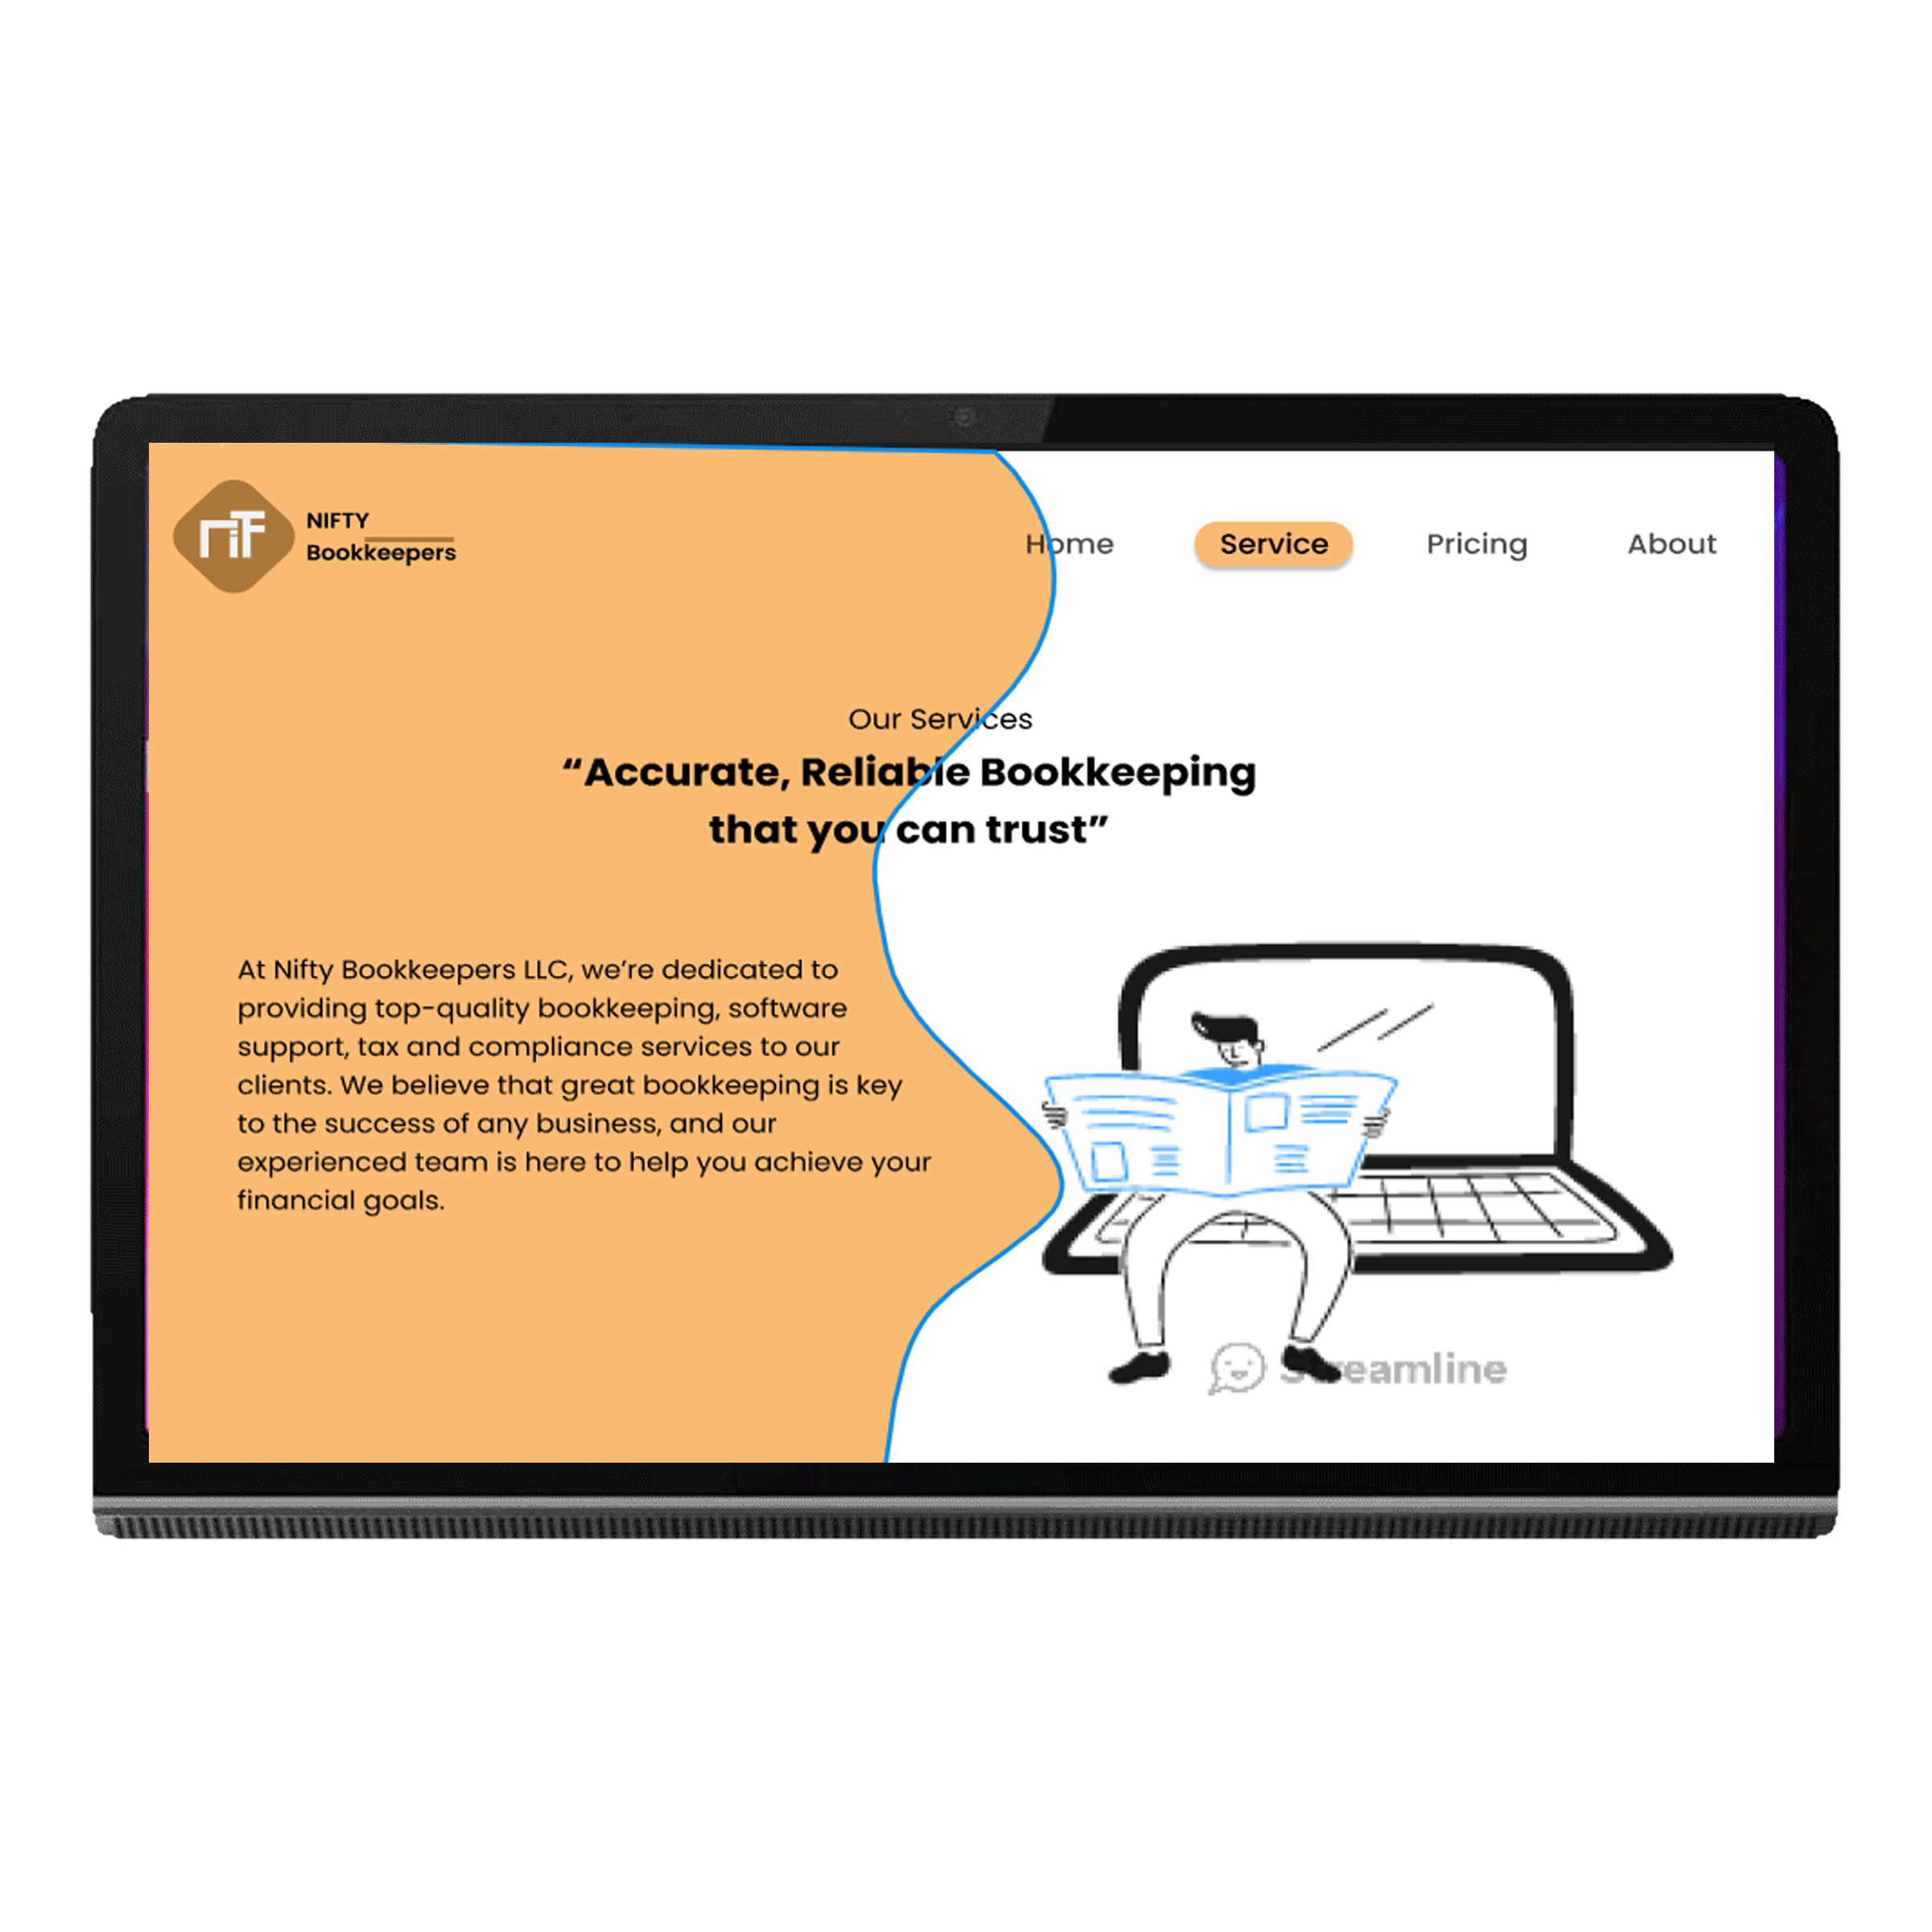 NiF
NIFTY
Bookkeepers
Home Service Pricing About
Our Services
“Accurate, Reliable Bookkeeping
that you can trust”
At Nifty Bookkeepers LLC, we’re dedicated to
providing top-quality bookkeeping, software
support, tax and compliance services to our
clients. We believe that great bookkeeping is key
to the success of any business, and our
experienced team is here to help you achieve your
financial goals.
Streamline